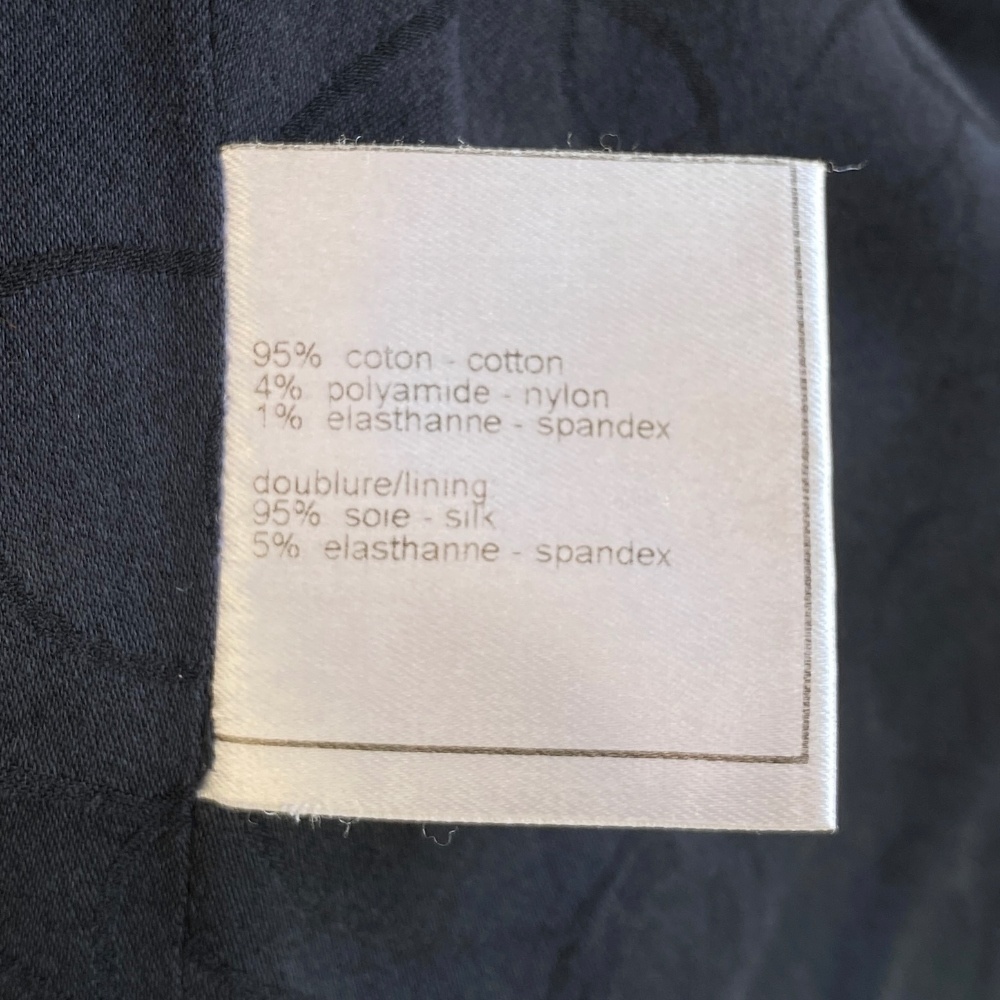 95% coton - cotton
4% polyamide - nylon
1% elasthanne - spandex
doublure/lining
95% soie - silk
5% elasthanne - spandex